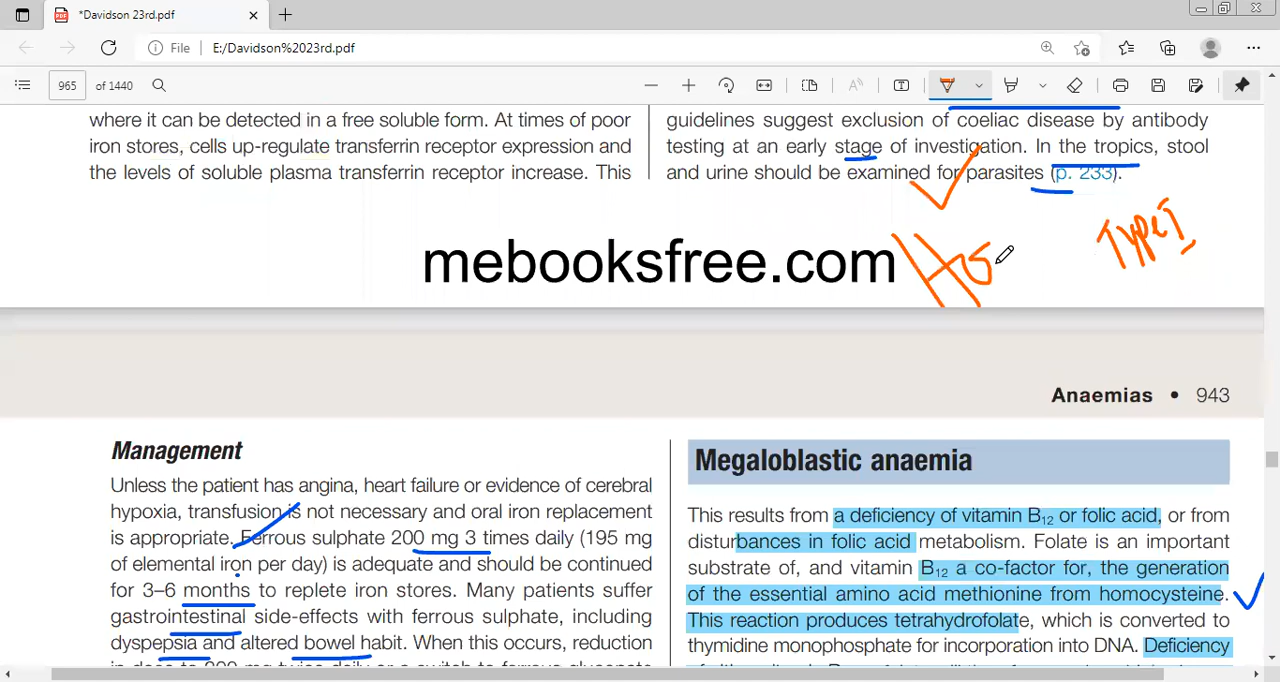 *Davidson 23rd.pdf
File E:/Davidson%2023rd.pdf
965 of 1440
where it can be detected in a free soluble form. At times of poor
iron stores, cells up-regulate transferrin receptor expression and
the levels of soluble plasma transferrin receptor increase. This
guidelines suggest exclusion of coeliac disease by antibody
testing at an early stage of investigation. In the tropics, stool
and urine should be examined for parasites (p. 233).
mebooksfree.com
Anaemias • 943
Management
Unless the patient has angina, heart failure or evidence of cerebral
hypoxia, transfusion is not necessary and oral iron replacement
is appropriate. Ferrous sulphate 200 mg 3 times daily (195 mg
of elemental iron per day) is adequate and should be continued
for 3–6 months to replete iron stores. Many patients suffer
gastrointestinal side-effects with ferrous sulphate, including
dyspepsia and altered bowel habit. When this occurs, reduction
Megaloblastic anaemia
This results from a deficiency of vitamin B12 or folic acid, or from
disturbances in folic acid metabolism. Folate is an important
substrate of, and vitamin B12 a co-factor for, the generation
of the essential amino acid methionine from homocysteine.
This reaction produces tetrahydrofolate, which is converted to
thymidine monophosphate for incorporation into DNA. Deficiency